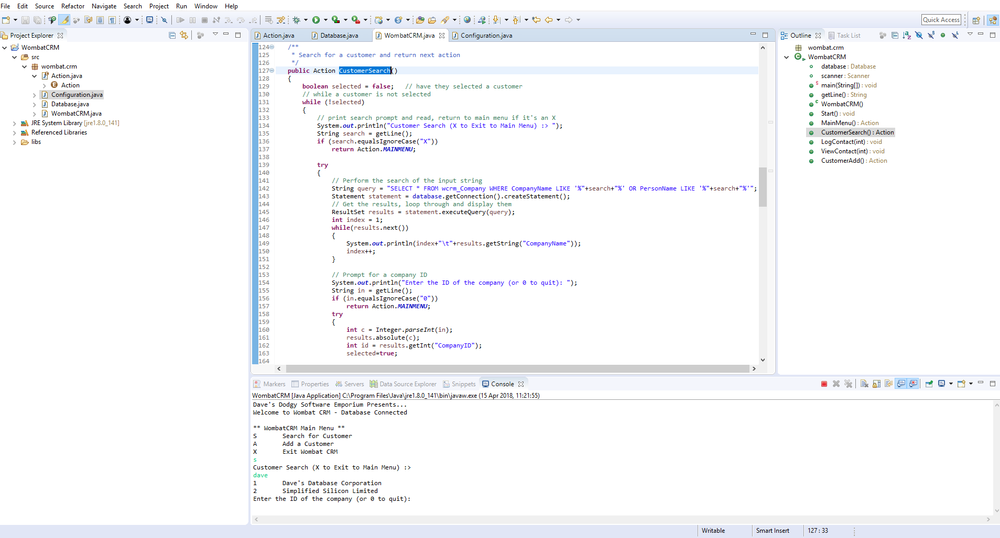 File Edit Source Refactor Navigate Search Project Run Window Help
Quick Access
Project Explorer
WombatCRM
src
wombat.crm
Action.java
Action
Configuration.java
Database.java
WombatCRM.java
JRE System Library [jre1.8.0_141]
Referenced Libraries
libs
Action.java Database.java WombatCRM.java Configuration.java
124 /**
125 * Search for a customer and return next action
126 */
127 public Action CustomerSearch()
128 {
129 boolean selected = false; // have they selected a customer
130 // while a customer is not selected
131 while (!selected)
132 {
133 // print search prompt and read, return to main menu if it's an X
134 System.out.println("Customer Search (X to Exit to Main Menu) :> ");
135 String search = getLine();
136 if (search.equalsIgnoreCase("X"))
137 return Action.MAINMENU;
138
139 try
140 {
141 // Perform the search of the input string
142 String query = "SELECT * FROM wcrm_Company WHERE CompanyName LIKE '%"+search+"%' OR PersonName LIKE '%"+search+"%'";
143 Statement statement = database.getConnection().createStatement();
144 // Get the results, loop through and display them
145 ResultSet results = statement.executeQuery(query);
146 int index = 1;
147 while(results.next())
148 {
149 System.out.println(index+"\t"+results.getString("CompanyName"));
150 index++;
151 }
152
153 // Prompt for a company ID
154 System.out.println("Enter the ID of the company (or 0 to quit): ");
155 String in = getLine();
156 if (in.equalsIgnoreCase("0"))
157 return Action.MAINMENU;
158 try
159 {
160 int c = Integer.parseInt(in);
161 results.absolute(c);
162 int id = results.getInt("CompanyID");
163 selected=true;
164
Outline Task List
wombat.crm
WombatCRM
database : Database
scanner : Scanner
main(String[]) : void
getLine() : String
WombatCRM()
Start() : void
MainMenu() : Action
CustomerSearch() : Action
LogContact(int) : void
ViewContact(int) : void
CustomerAdd() : Action
Markers Properties Servers Data Source Explorer Snippets Console
WombatCRM [Java Application] C:\Program Files\Java\jre1.8.0_141\bin\javaw.exe (15 Apr 2018, 11:21:55)
Dave's Dodgy Software Emporium Presents...
Welcome to Wombat CRM - Database Connected
** WombatCRM Main Menu **
S Search for Customer
A Add a Customer
X Exit Wombat CRM
s
Customer Search (X to Exit to Main Menu) :>
dave
1 Dave's Database Corporation
2 Simplified Silicon Limited
Enter the ID of the company (or 0 to quit):
Writable Smart Insert 127 : 33